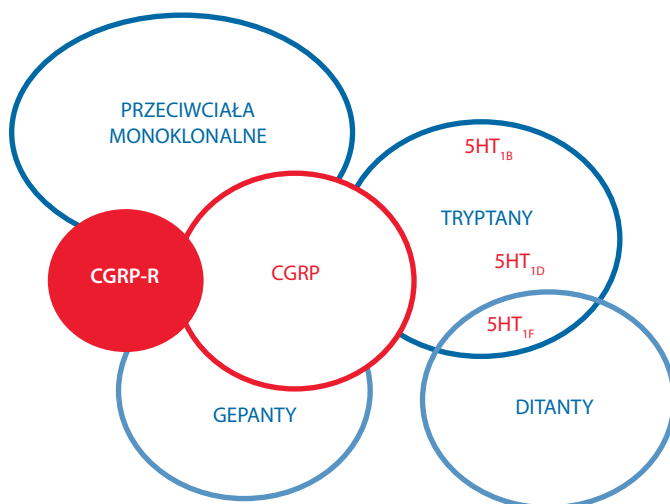 PRZECIWCIAŁA
MONOKLONALNE
5HT1B
TRYPTANY
CGRP-R
CGRP
5HT1D
5HT1F
GEPANTY
DITANTY